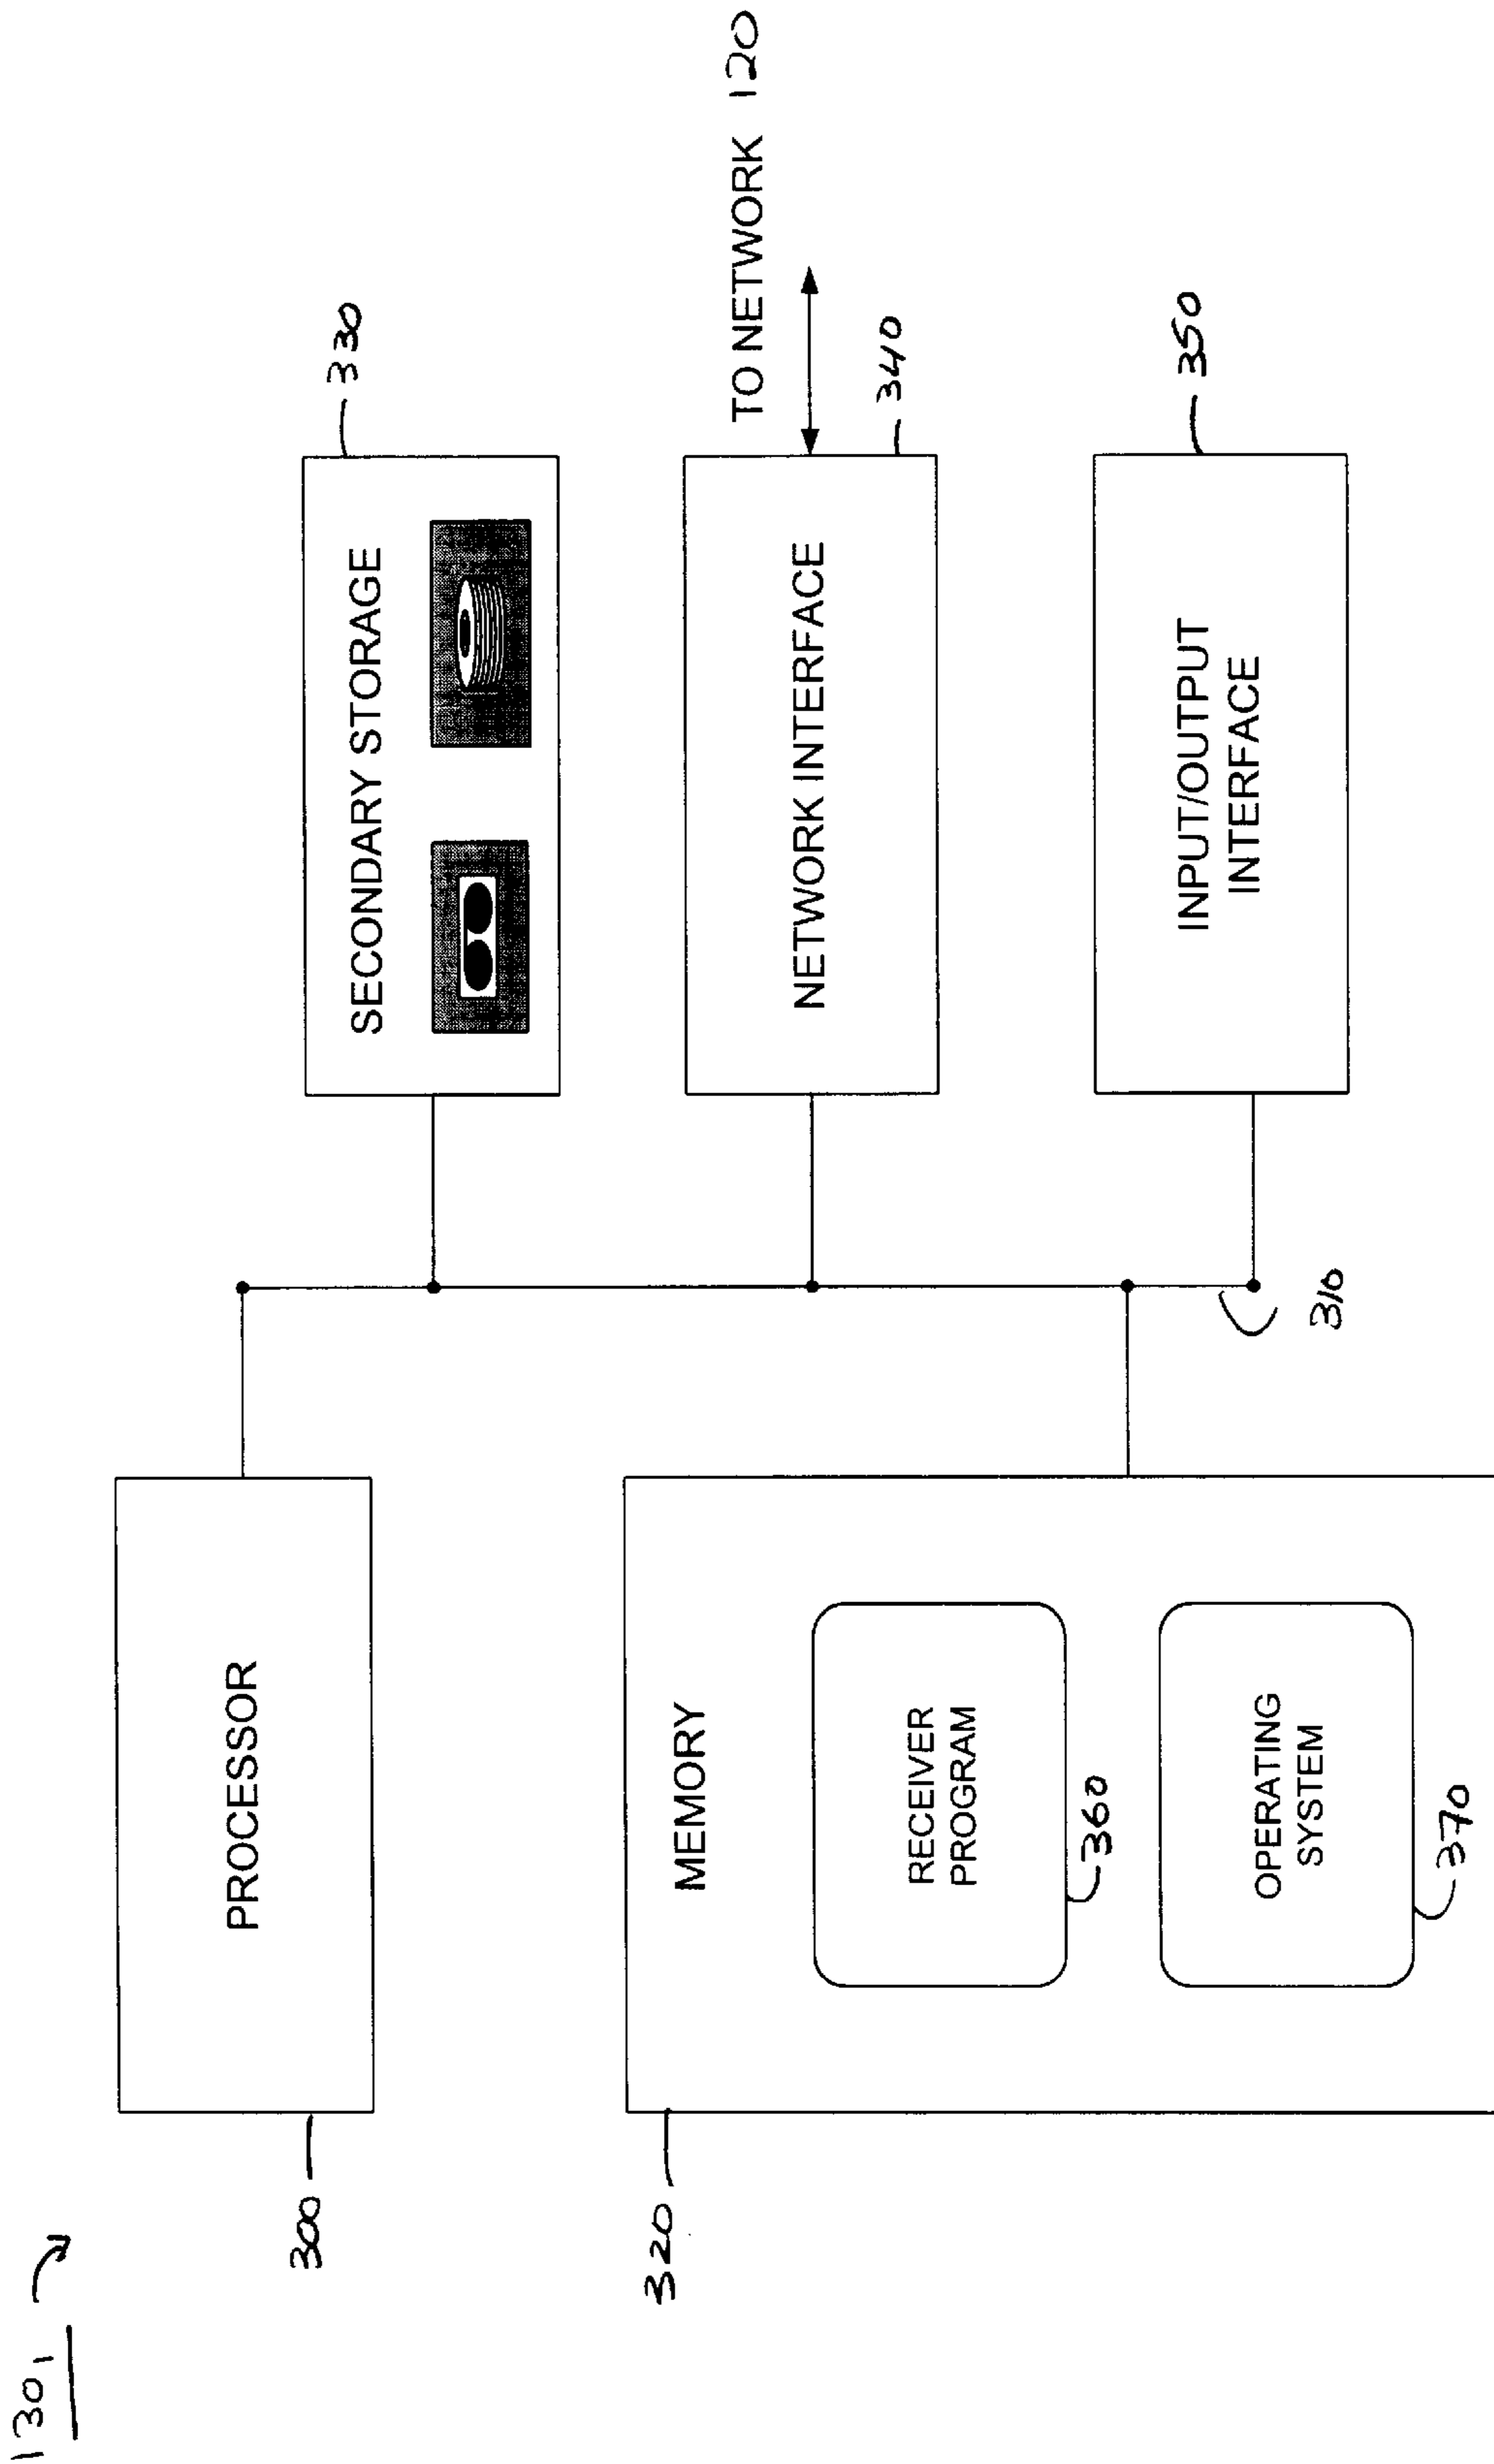 130₁
300
PROCESSOR
320
MEMORY
RECEIVER
PROGRAM
360
OPERATING
SYSTEM
370
310
SECONDARY STORAGE
330
NETWORK INTERFACE
340
TO NETWORK 120
INPUT/OUTPUT
INTERFACE
350